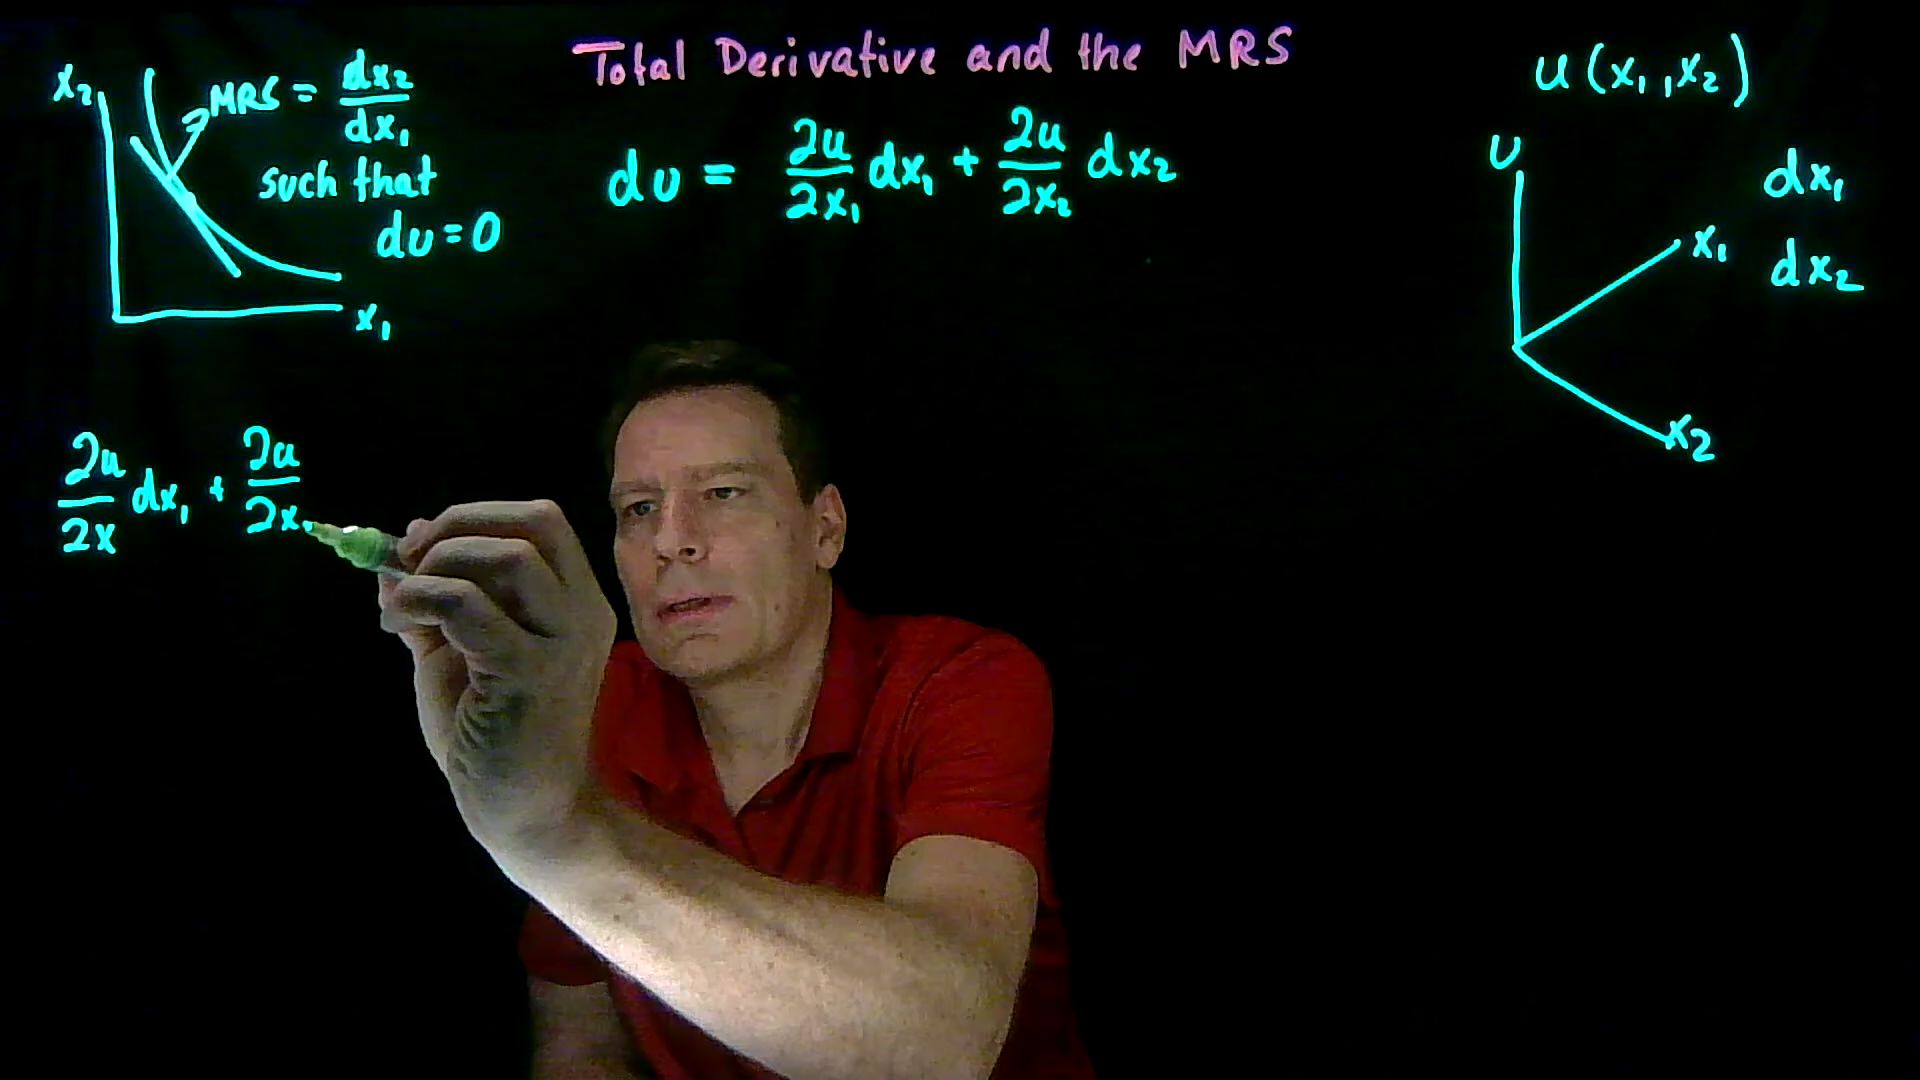 Total Derivative and the MRS
x₂
MRS = dx₂/dx₁
such that
du = 0
x₁
du = ∂u/∂x₁ dx₁ + ∂u/∂x₂ dx₂
u(x₁,x₂)
U
dx₁
x₁
dx₂
x₂
∂u/∂x dx₁ + ∂u/∂x